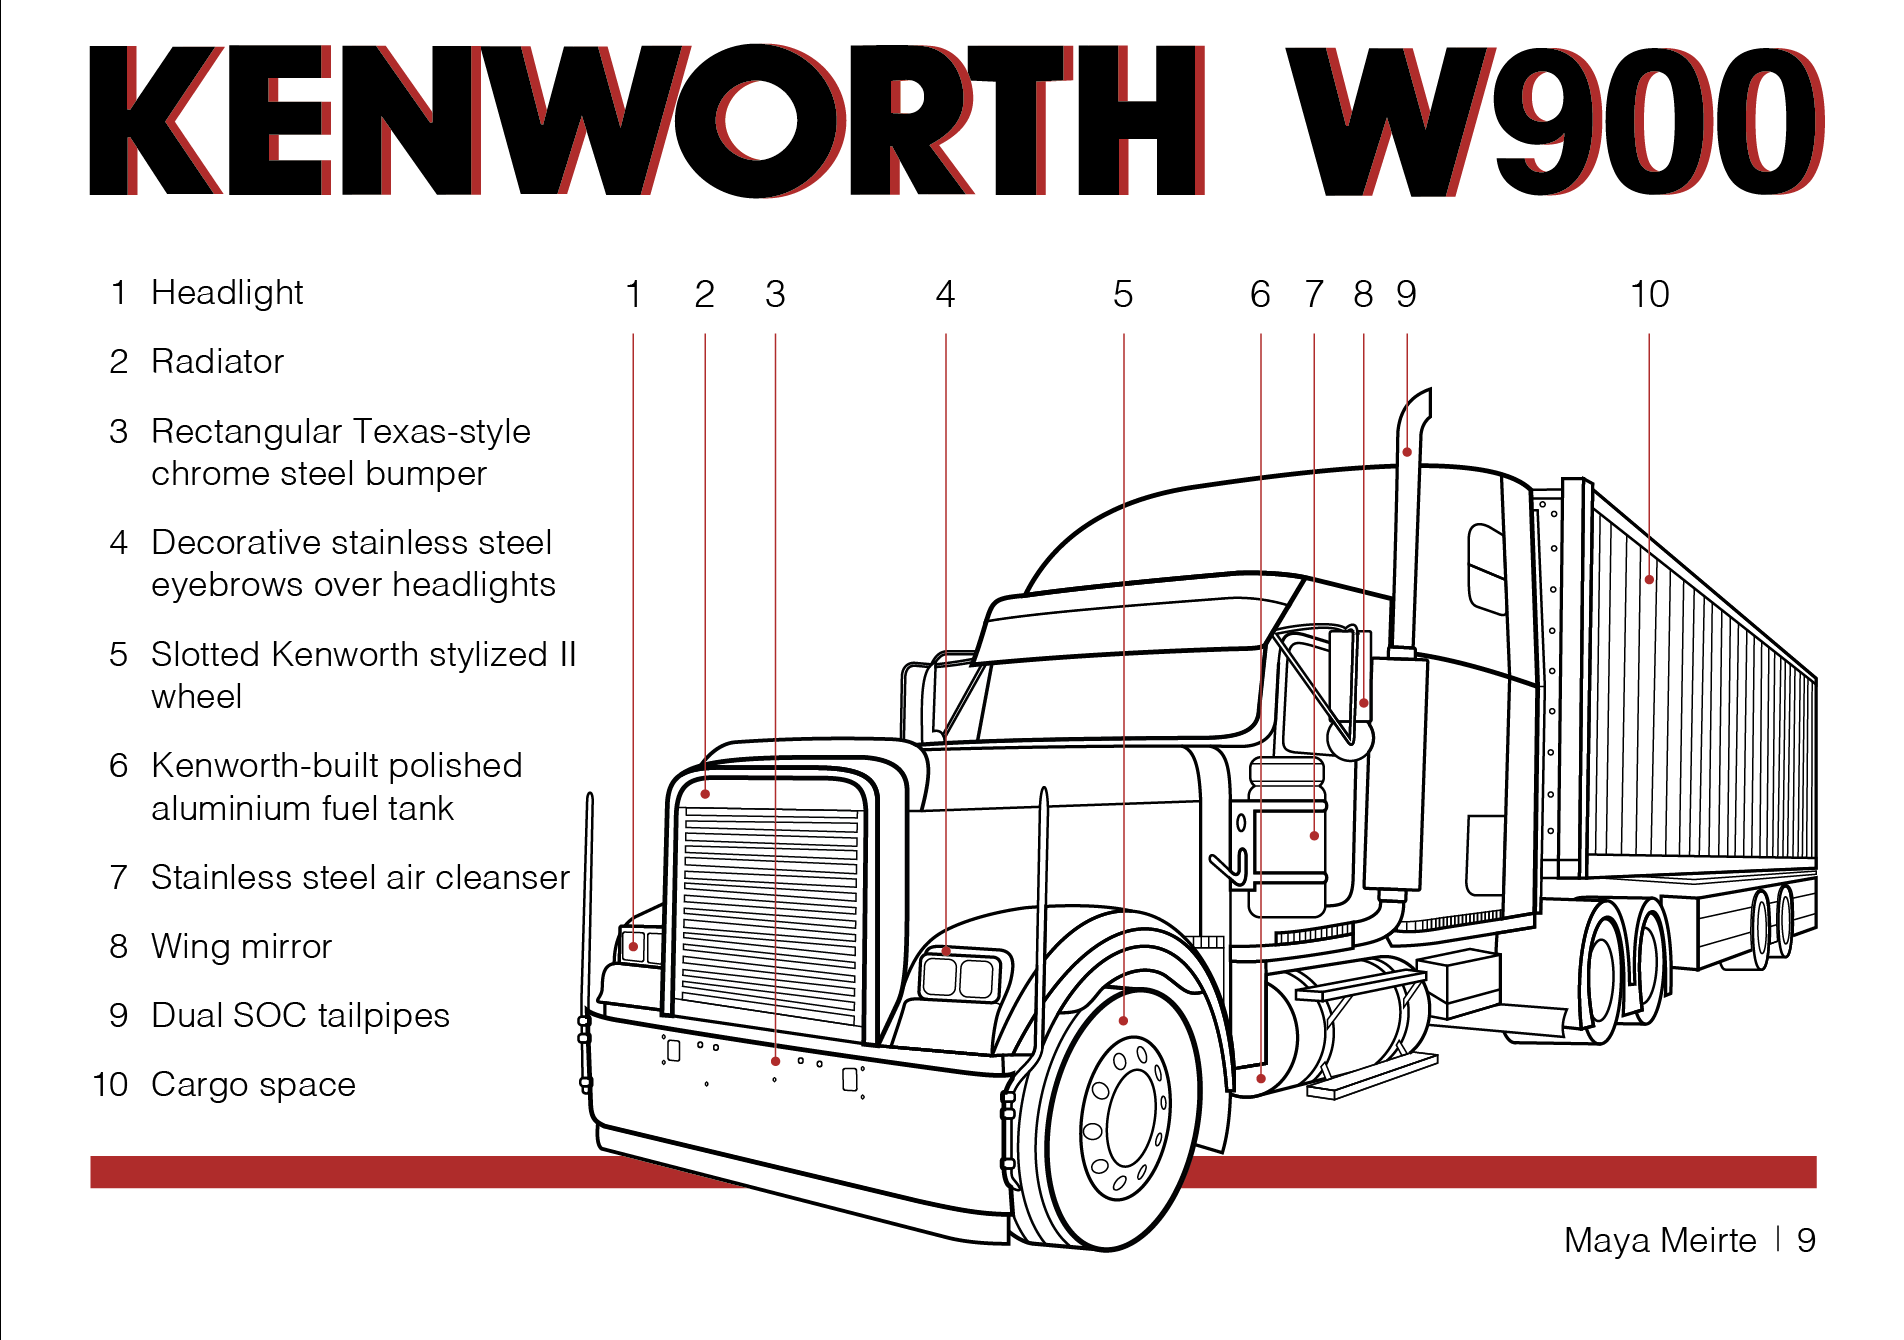 KENWORTH W900
1 Headlight
2 Radiator
3 Rectangular Texas-style
chrome steel bumper
4 Decorative stainless steel
eyebrows over headlights
5 Slotted Kenworth stylized II
wheel
6 Kenworth-built polished
aluminium fuel tank
7 Stainless steel air cleanser
8 Wing mirror
9 Dual SOC tailpipes
10 Cargo space
1 2 3 4 5 6 7 8 9 10
Maya Meirte | 9